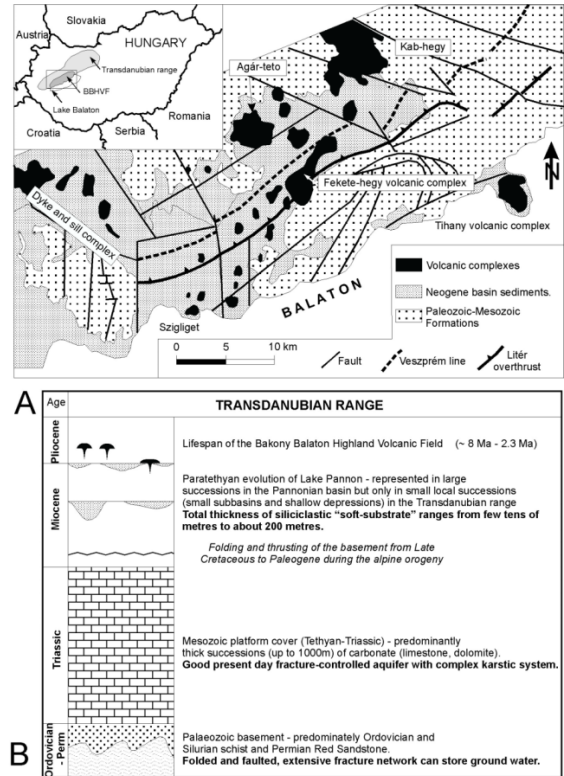 Slovakia
Austria
HUNGARY
Transdanubian range
BBHVF
Lake Balaton
Romania
Croatia
Serbia
Kab-hegy
Agár-teto
Fekete-hegy volcanic complex
N
Tihany volcanic complex
Dyke and sill complex
BALATON
Szigliget
Volcanic complexes
Neogene basin sediments.
Paleozoic-Mesozoic
Formations
0 5 10 km
Fault
Veszprém line
Litér
overthrust
A
Age
TRANSDANUBIAN RANGE
Pliocene
Lifespan of the Bakony Balaton Highland Volcanic Field (~ 8 Ma - 2.3 Ma)
Miocene
Paratethyan evolution of Lake Pannon - represented in large
successions in the Pannonian basin but only in small local successions
(small subbasins and shallow depressions) in the Transdanubian range
Total thickness of siliciclastic “soft-substrate” ranges from few tens of
metres to about 200 metres.
Folding and thrusting of the basement from Late
Cretaceous to Paleogene during the alpine orogeny
Triassic
Mesozoic platform cover (Tethyan-Triassic) - predominantly
thick successions (up to 1000m) of carbonate (limestone, dolomite).
Good present day fracture-controlled aquifer with complex karstic system.
Ordovician
- Perm
Palaeozoic basement - predominately Ordovician and
Silurian schist and Permian Red Sandstone.
Folded and faulted, extensive fracture network can store ground water.
B